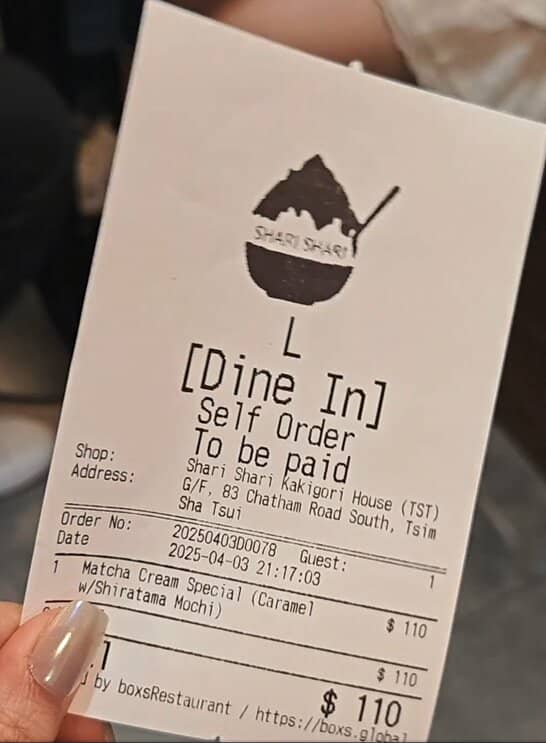 SHARI SHARI
L
[Dine In]
Self Order
To be paid
Shop: Shari Shari Kakigori House (TST)
Address: G/F, 83 Chatham Road South, Tsim
Sha Tsui
Order No: 20250403D0078 Guest: 1
Date 2025-04-03 21:17:03
1 Matcha Cream Special (Caramel
w/Shiratama Mochi) $ 110
$ 110
$ 110
by boxsRestaurant / https://boxs.global